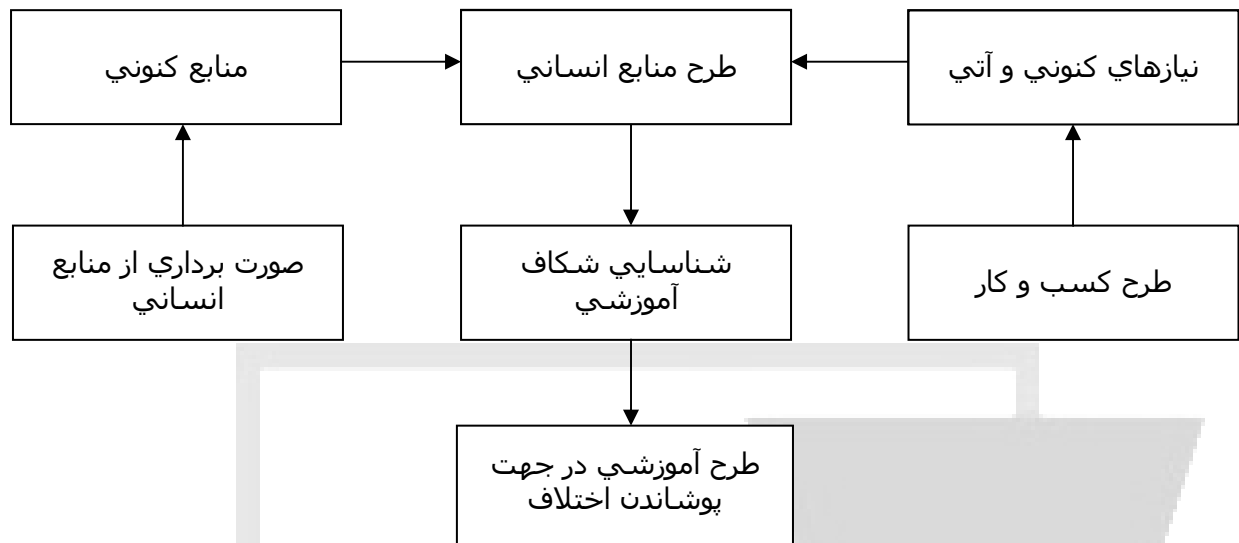 نيازهاي كنوني و آتي
طرح منابع انساني
منابع كنوني
طرح كسب و كار
شناسايي شكاف
آموزشي
صورت برداري از منابع
انساني
طرح آموزشي در جهت
پوشاندن اختلاف